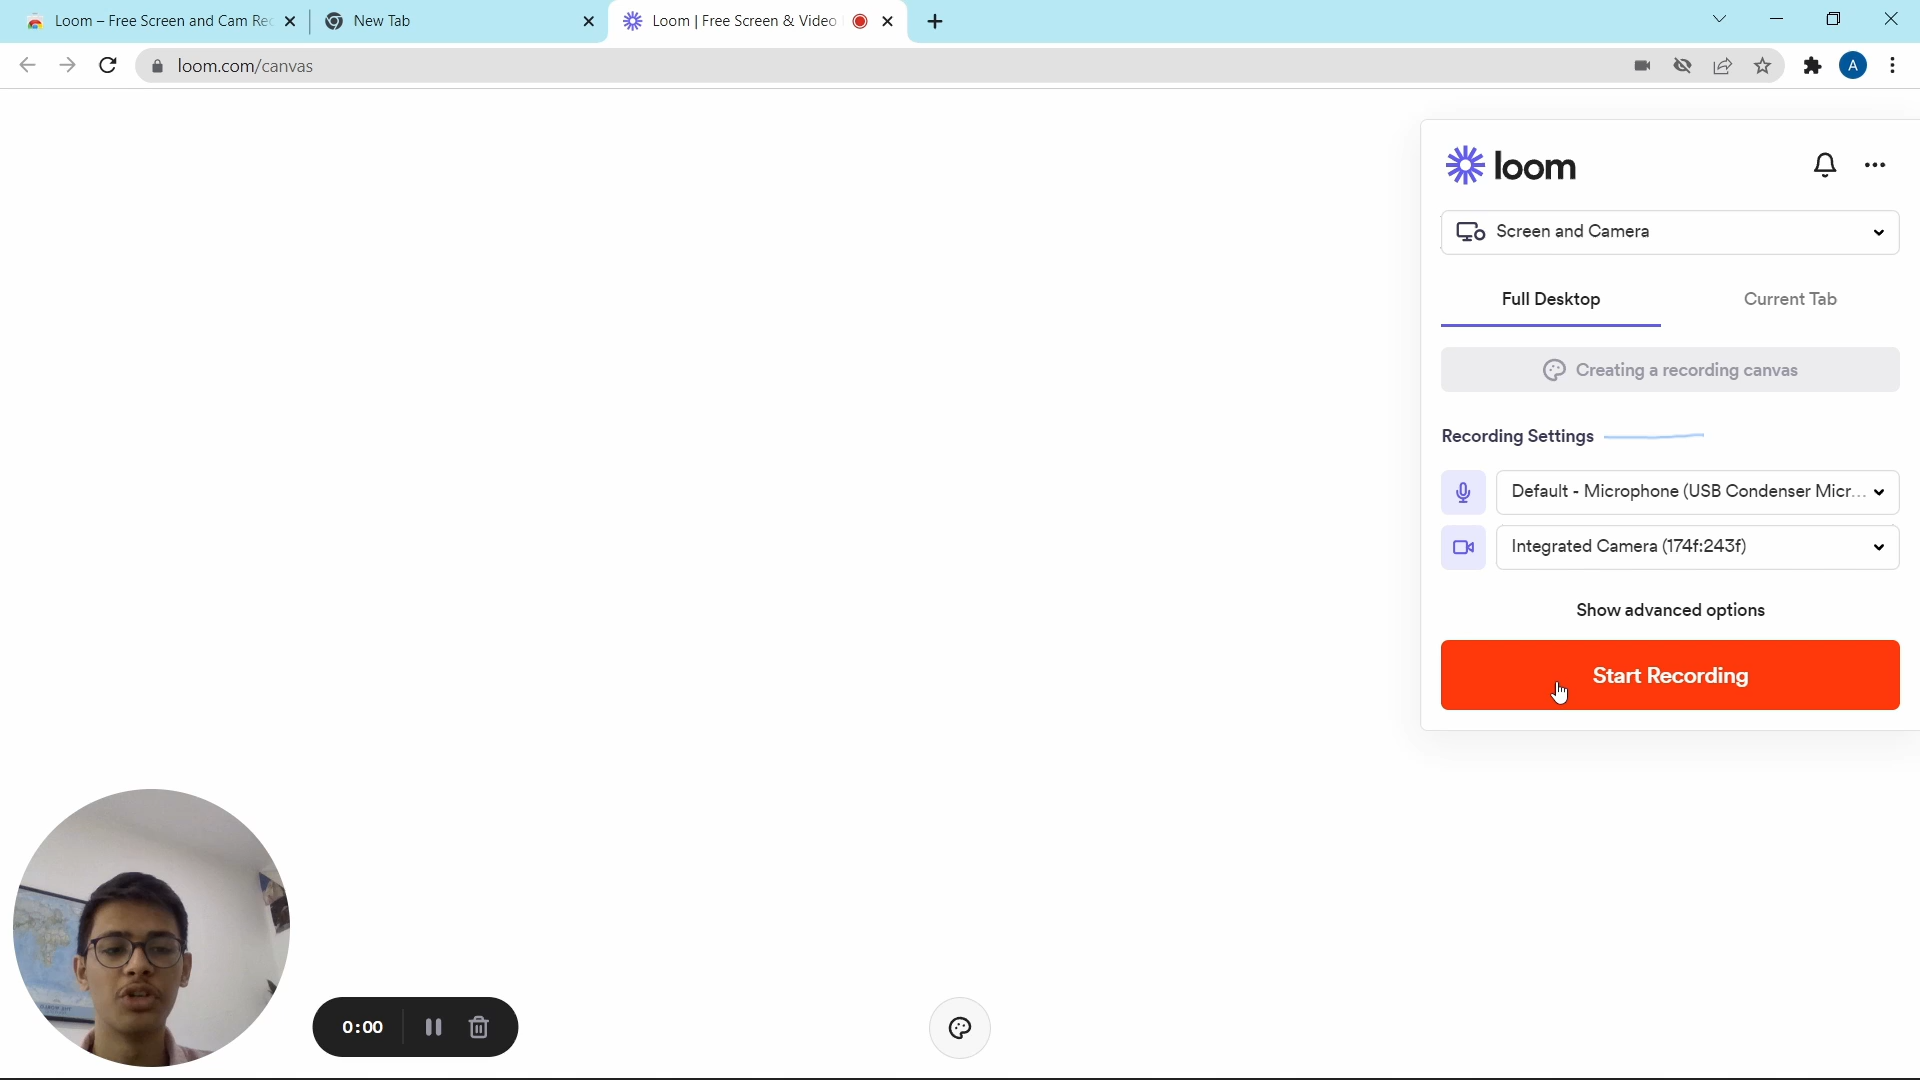 Loom – Free Screen and Cam Rec
New Tab
Loom | Free Screen & Video
loom.com/canvas
A
loom
Screen and Camera
Full Desktop
Current Tab
Creating a recording canvas
Recording Settings
Default - Microphone (USB Condenser Micr...
Integrated Camera (174f:243f)
Show advanced options
Start Recording
0:00